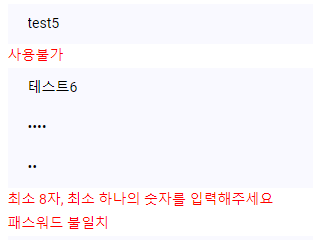 test5
사용불가
테스트6
••••
••
최소 8자, 최소 하나의 숫자를 입력해주세요
패스워드 불일치